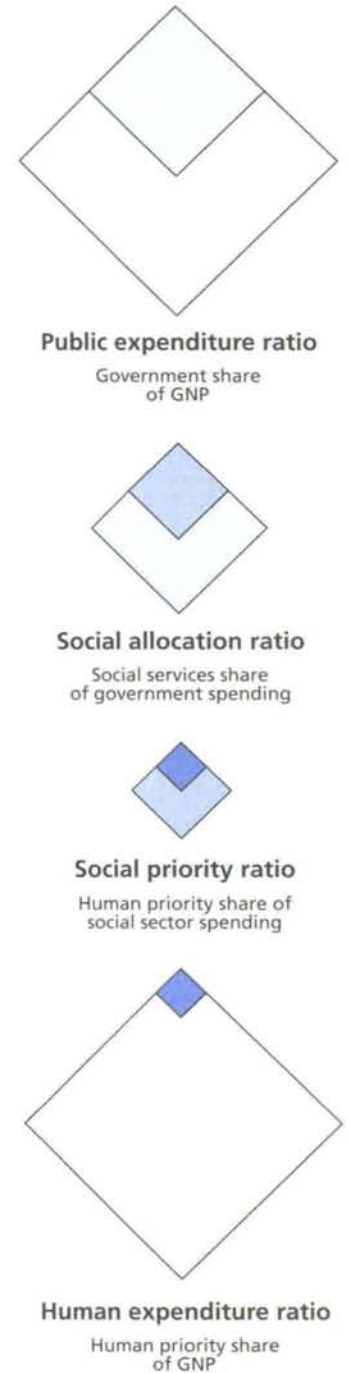 Public expenditure ratio
Government share
of GNP
Social allocation ratio
Social services share
of government spending
Social priority ratio
Human priority share of
social sector spending
Human expenditure ratio
Human priority share
of GNP